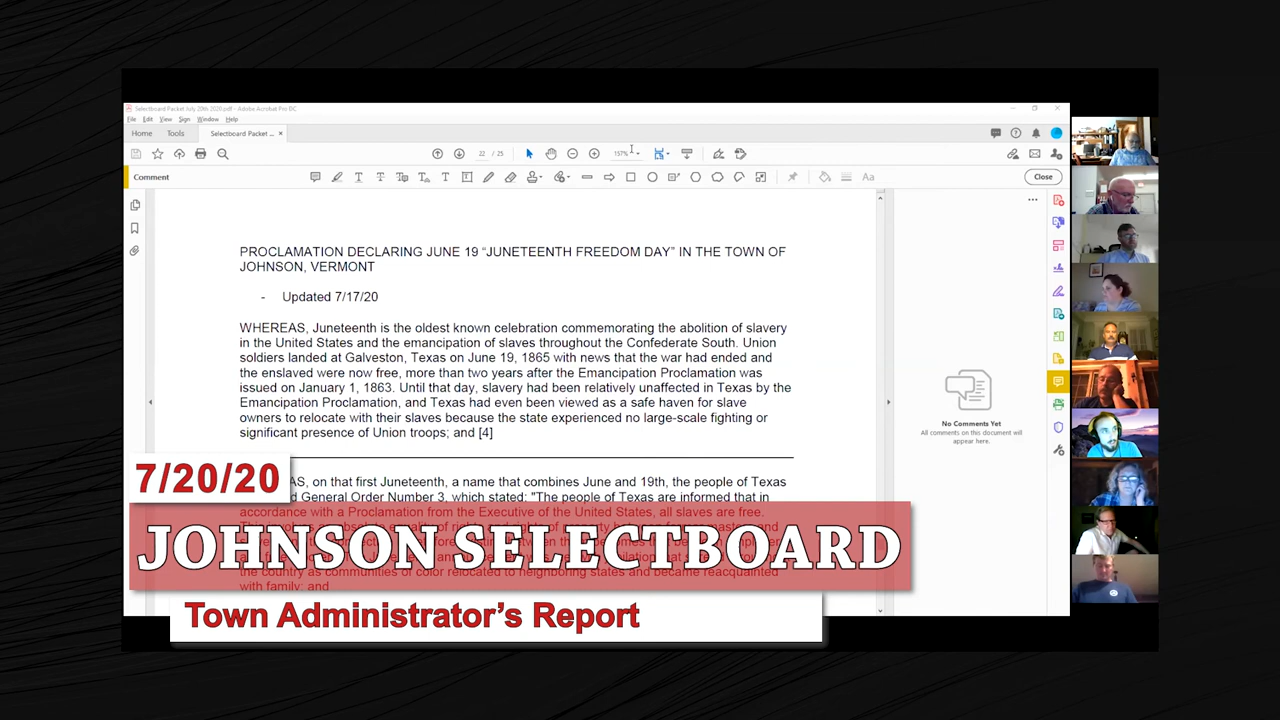 Selectboard Packet July 20th 2020.pdf - Adobe Acrobat Pro DC
File Edit View Sign Window Help
Home Tools Selectboard Packet ... ×
22 / 25 157%
Comment Close
PROCLAMATION DECLARING JUNE 19 “JUNETEENTH FREEDOM DAY” IN THE TOWN OF
JOHNSON, VERMONT
- Updated 7/17/20
WHEREAS, Juneteenth is the oldest known celebration commemorating the abolition of slavery
in the United States and the emancipation of slaves throughout the Confederate South. Union
soldiers landed at Galveston, Texas on June 19, 1865 with news that the war had ended and
the enslaved were now free, more than two years after the Emancipation Proclamation was
issued on January 1, 1863. Until that day, slavery had been relatively unaffected in Texas by the
Emancipation Proclamation, and Texas had even been viewed as a safe haven for slave
owners to relocate with their slaves because the state experienced no large-scale fighting or
significant presence of Union troops; and [4]
No Comments Yet
All comments on this document will
appear here.
AS, on that first Juneteenth, a name that combines June and 19th, the people of Texas
d General Order Number 3, which stated: "The people of Texas are informed that in
accordance with a Proclamation from the Executive of the United States, all slaves are free.
the country as communities of color relocated to neighboring states and became reacquainted
with family; and
7/20/20
JOHNSON SELECTBOARD
Town Administrator’s Report